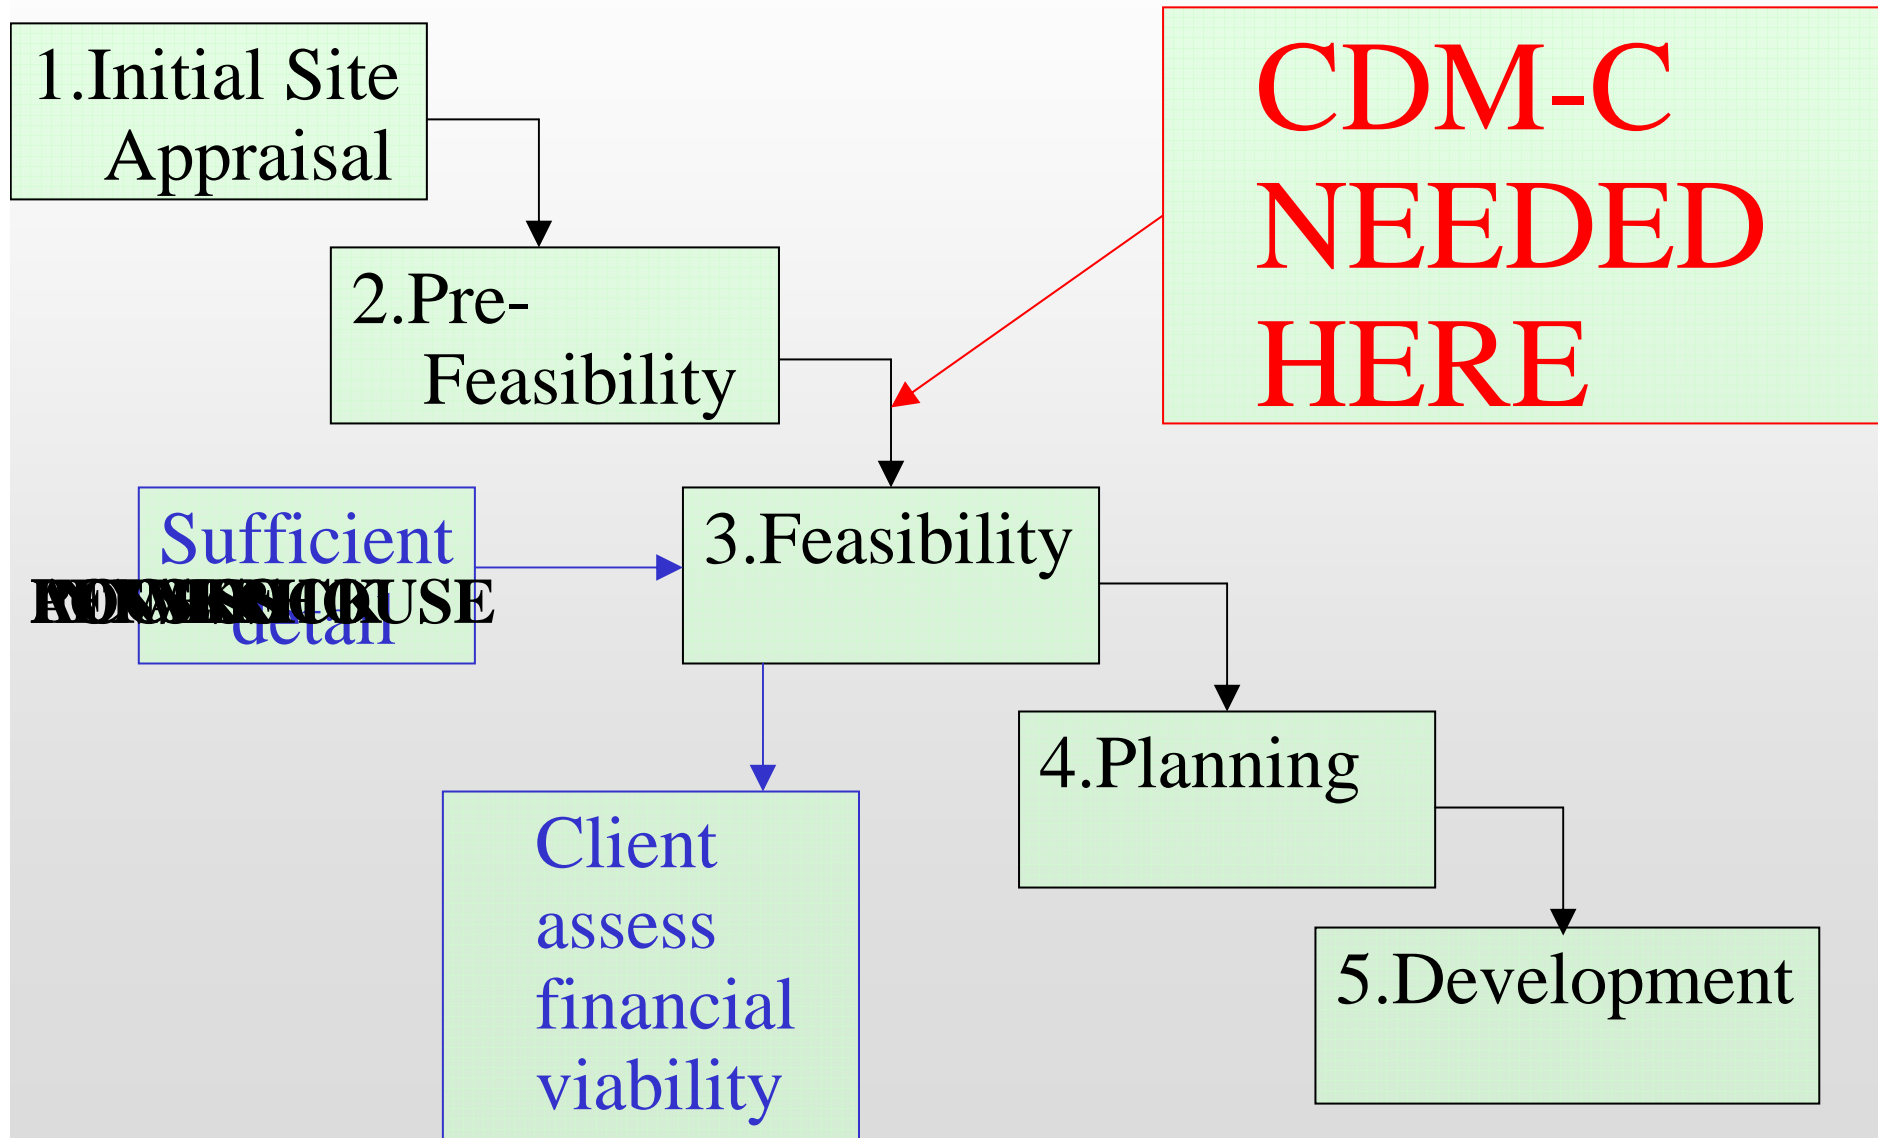 1.Initial Site
Appraisal
CDM-C
NEEDED
HERE
2.Pre-
Feasibility
Sufficient
detail
3.Feasibility
4.Planning
Client
assess
financial
viability
5.Development